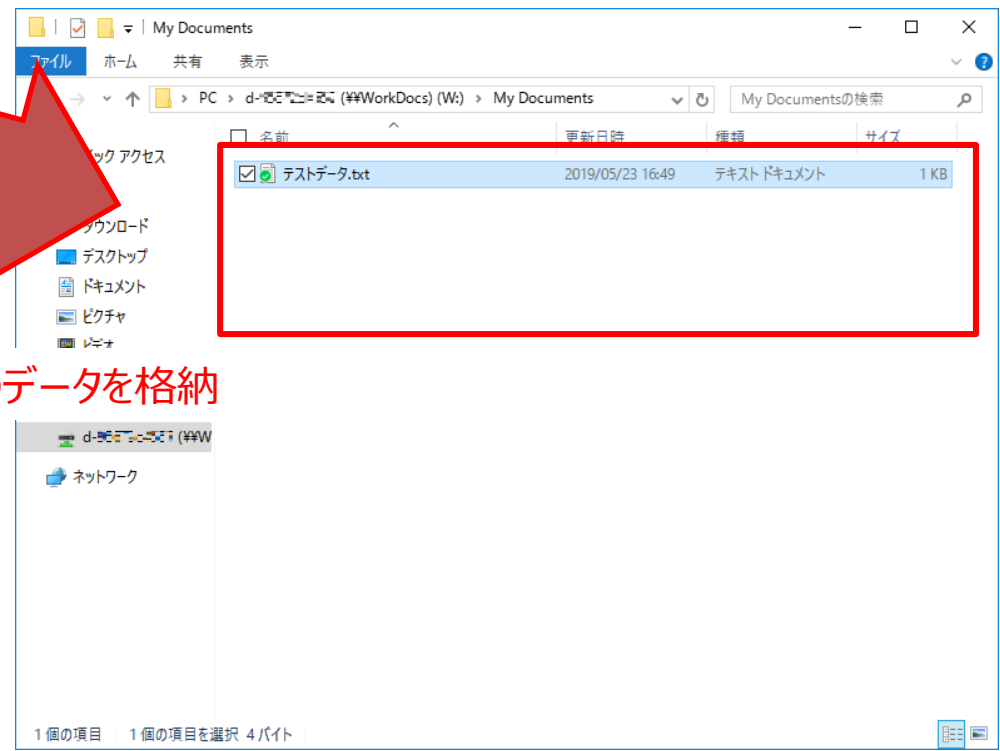 My Documents
ファイル ホーム 共有 表示
PC > (¥¥WorkDocs) (W:) > My Documents
My Documentsの検索
名前 更新日時 種類 サイズ
アクセス
テストデータ.txt 2019/05/23 16:49 テキスト ドキュメント 1 KB
ダウンロード
デスクトップ
ドキュメント
ピクチャ
ビデオ
データを格納
(¥¥W
ネットワーク
1 個の項目 1 個の項目を選択 4 バイト